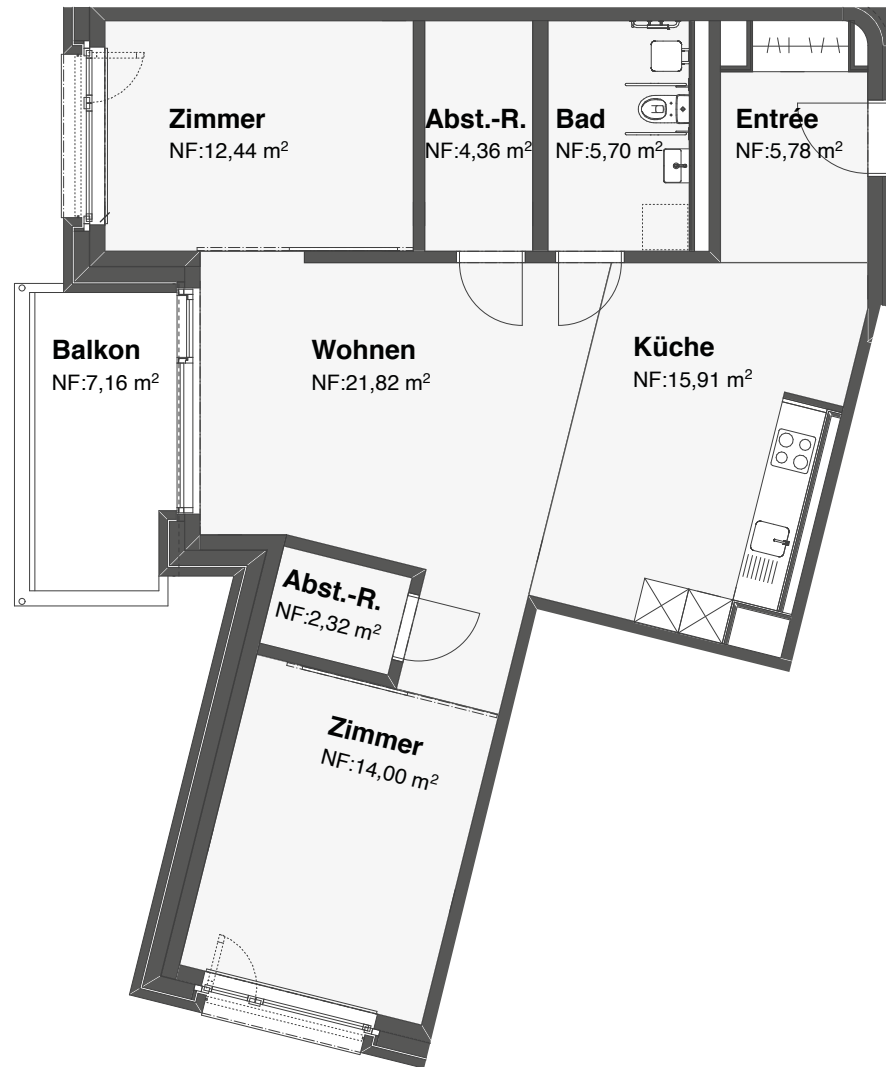 Zimmer
NF:12,44 m²
Abst.-R.
NF:4,36 m²
Bad
NF:5,70 m²
Entrée
NF:5,78 m²
Balkon
NF:7,16 m²
Wohnen
NF:21,82 m²
Küche
NF:15,91 m²
Abst.-R.
NF:2,32 m²
Zimmer
NF:14,00 m²